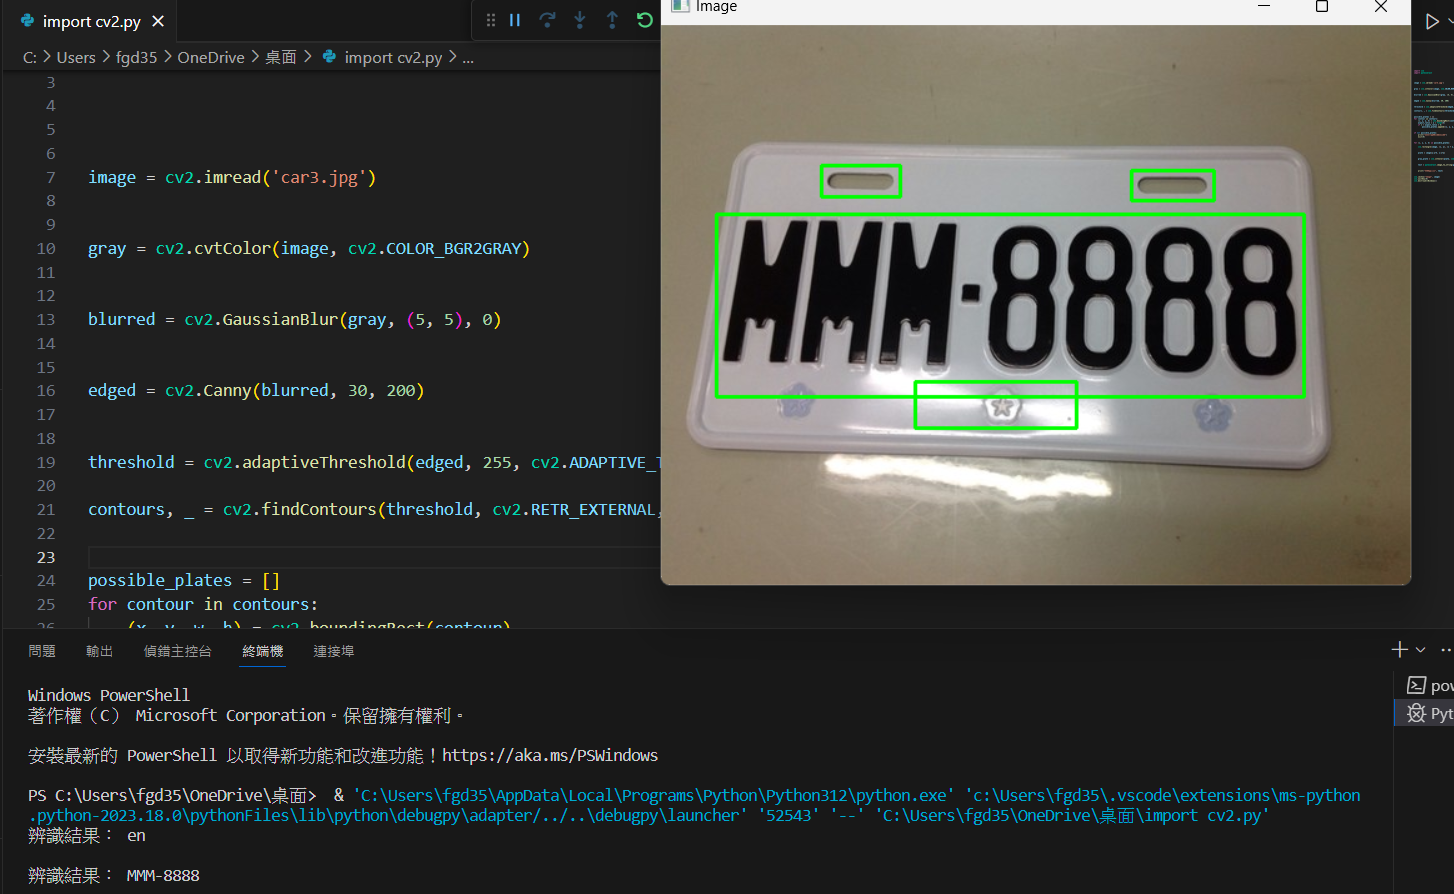 import cv2.py
Image
C: > Users > fgd35 > OneDrive > 桌面 > import cv2.py > ...
3
4
5
6
7 image = cv2.imread('car3.jpg')
8
9
10 gray = cv2.cvtColor(image, cv2.COLOR_BGR2GRAY)
11
12
13 blurred = cv2.GaussianBlur(gray, (5, 5), 0)
14
15
16 edged = cv2.Canny(blurred, 30, 200)
17
18
19 threshold = cv2.adaptiveThreshold(edged, 255, cv2.ADAPTIVE_T
20
21 contours, _ = cv2.findContours(threshold, cv2.RETR_EXTERNAL,
22
23
24 possible_plates = []
25 for contour in contours:
26 (x, y, w, h) = cv2.boundingRect(contour)
MMM-8888
問題 輸出 偵錯主控台 終端機 連接埠
Windows PowerShell
著作權（C） Microsoft Corporation。保留擁有權利。
安裝最新的 PowerShell 以取得新功能和改進功能！https://aka.ms/PSWindows
PS C:\Users\fgd35\OneDrive\桌面> & 'C:\Users\fgd35\AppData\Local\Programs\Python\Python312\python.exe' 'c:\Users\fgd35\.vscode\extensions\ms-python
.python-2023.18.0\pythonFiles\lib\python\debugpy\adapter/../..\debugpy\launcher' '52543' '--' 'C:\Users\fgd35\OneDrive\桌面\import cv2.py'
辨識結果： en
辨識結果： MMM-8888
pow
Pyt